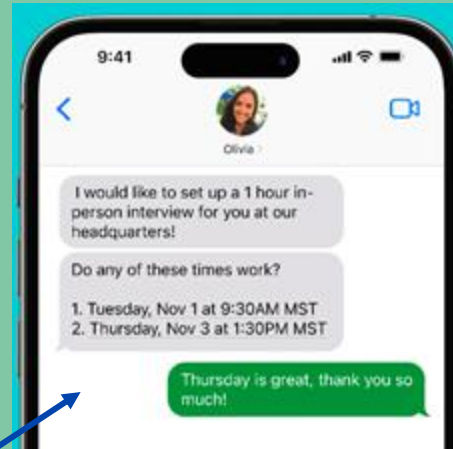 9:41
Olivia
I would like to set up a 1 hour in-
person interview for you at our
headquarters!
Do any of these times work?
1. Tuesday, Nov 1 at 9:30AM MST
2. Thursday, Nov 3 at 1:30PM MST
Thursday is great, thank you so
much!